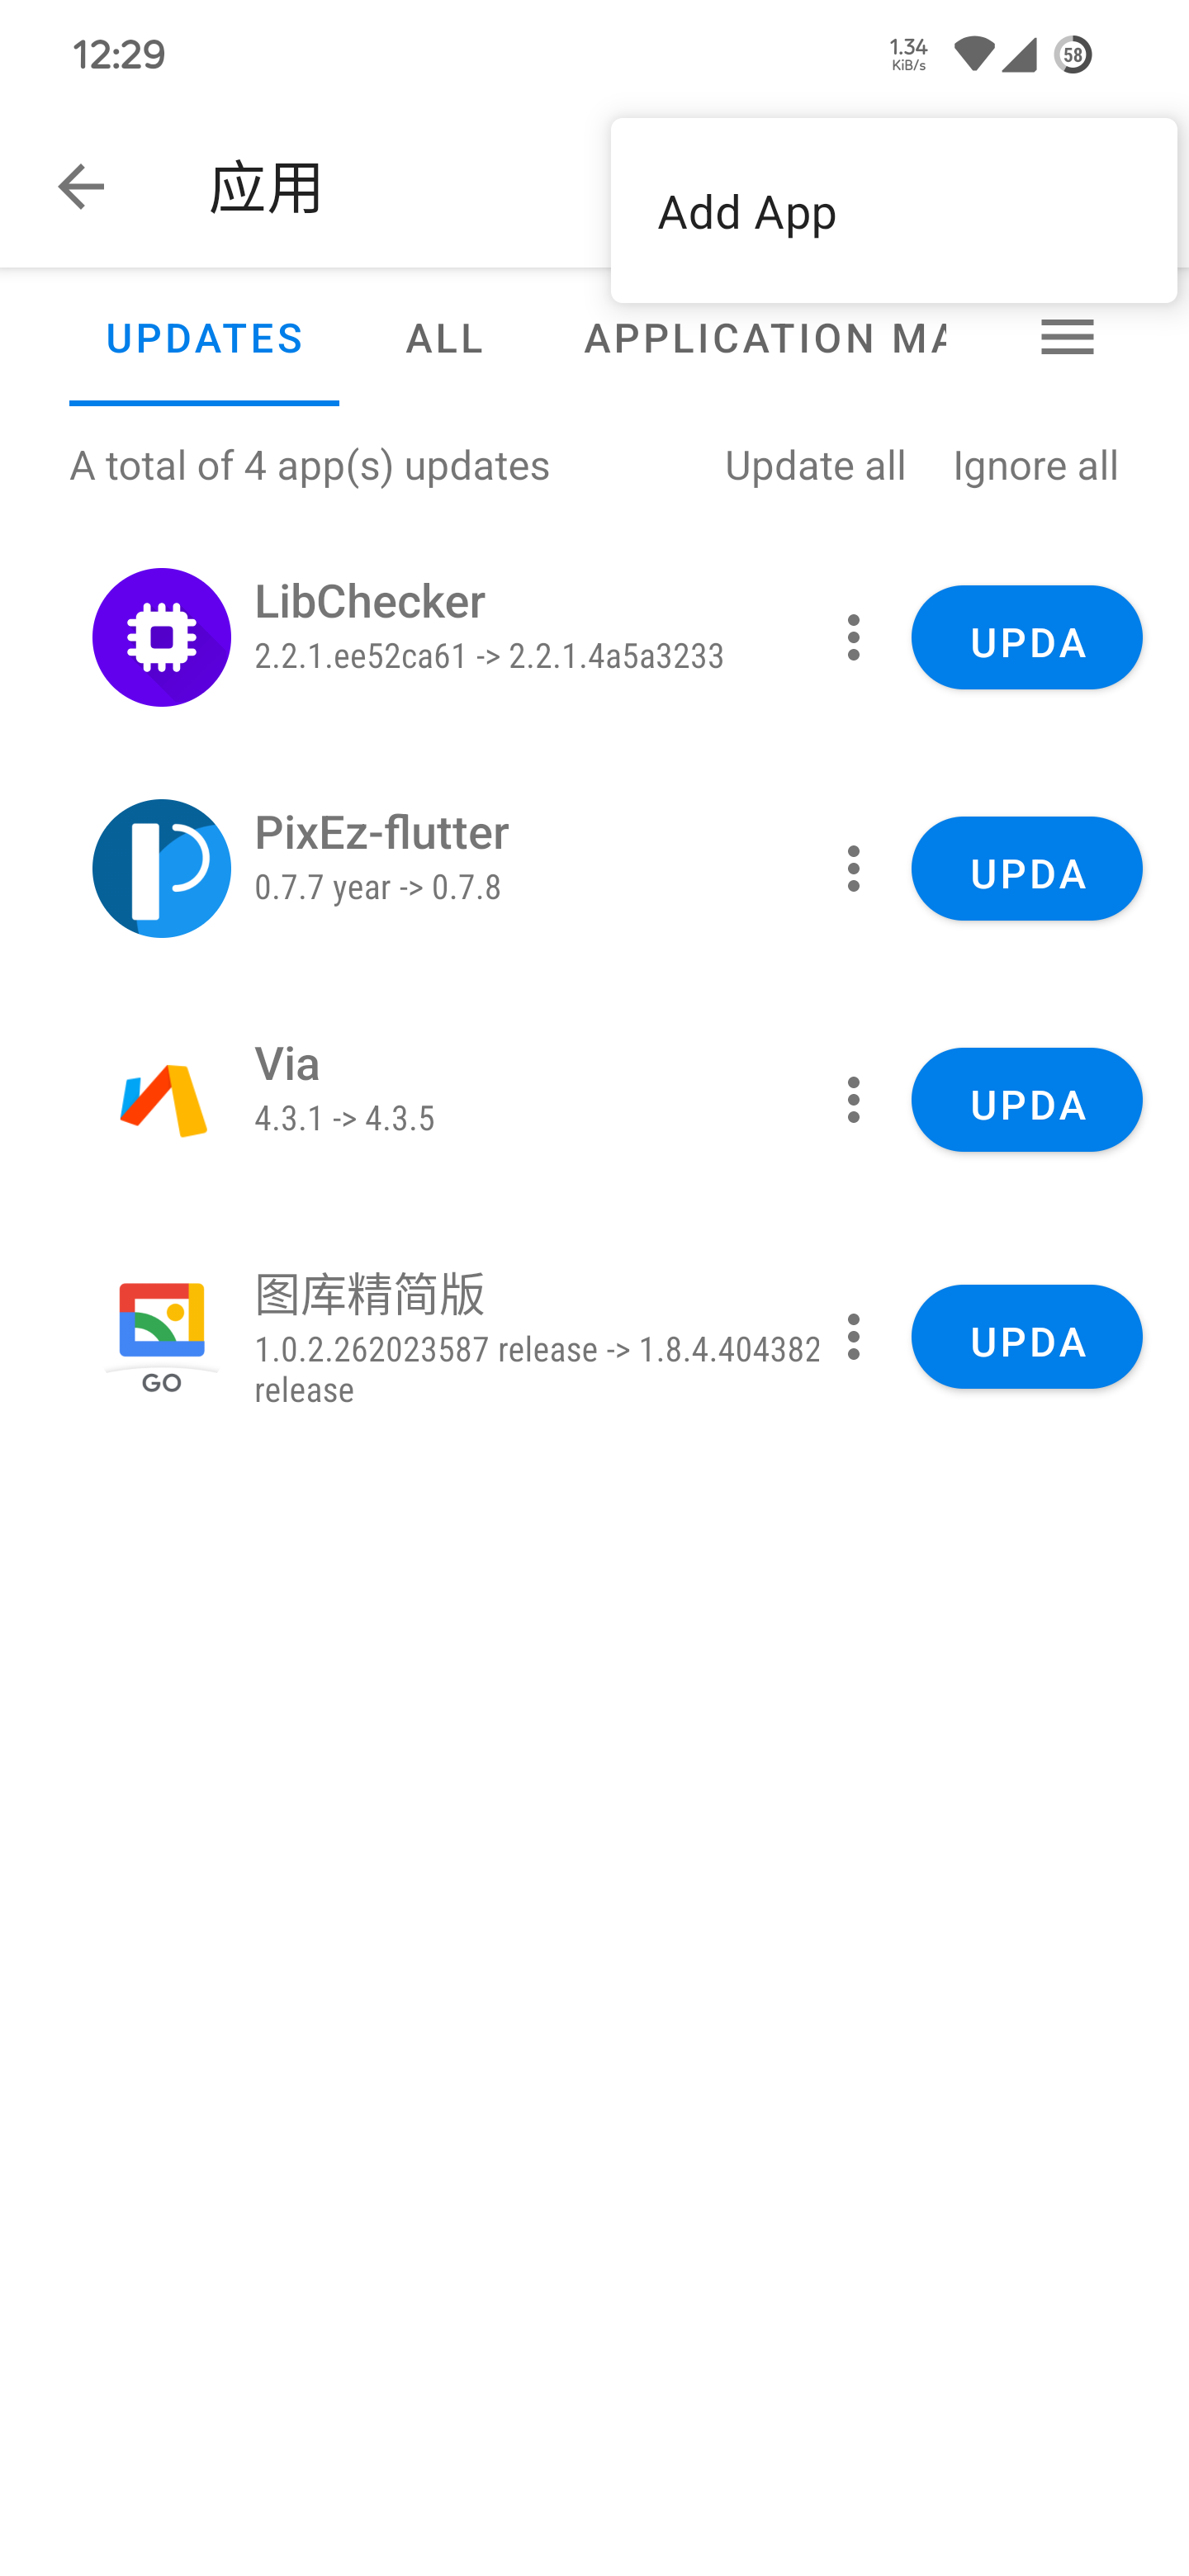 12:29
1.34
KiB/s
58
应用
Add App
UPDATES
ALL
APPLICATION MA
A total of 4 app(s) updates
Update all
Ignore all
LibChecker
2.2.1.ee52ca61 -> 2.2.1.4a5a3233
UPDA
PixEz-flutter
0.7.7 year -> 0.7.8
UPDA
Via
4.3.1 -> 4.3.5
UPDA
GO
图库精简版
1.0.2.262023587 release -> 1.8.4.404382
release
UPDA